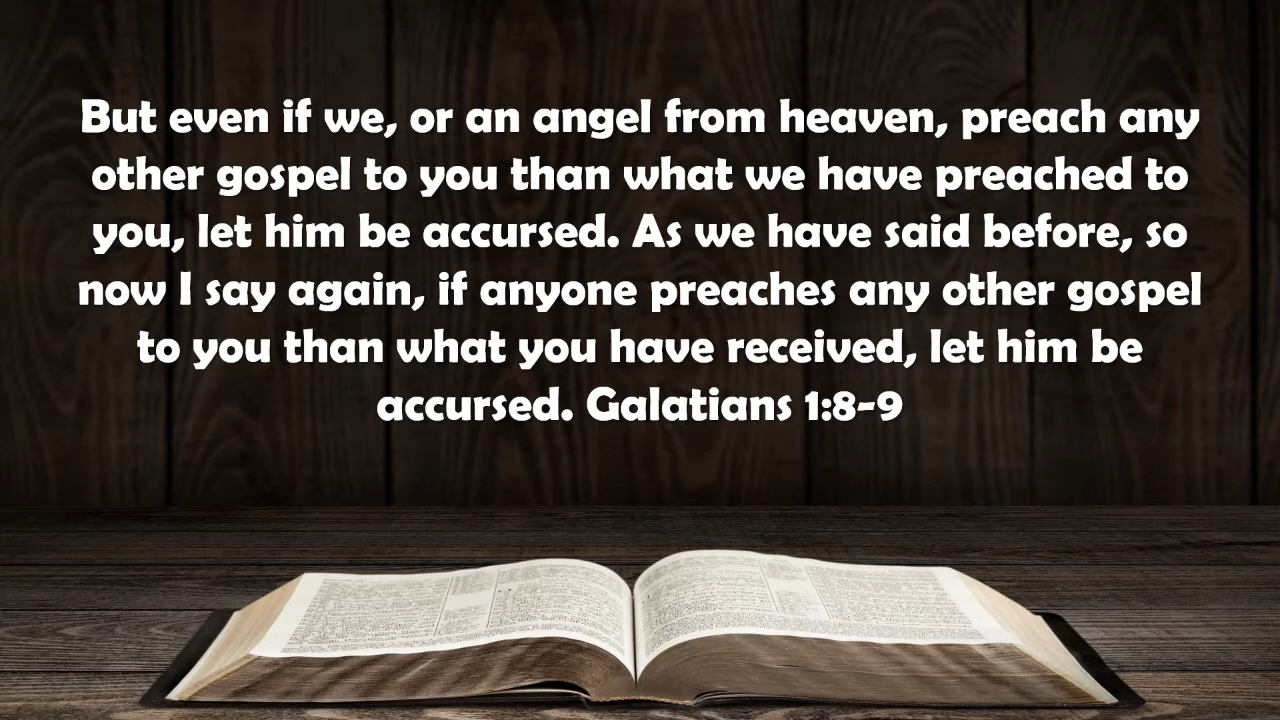 But even if we, or an angel from heaven, preach any
other gospel to you than what we have preached to
you, let him be accursed. As we have said before, so
now I say again, if anyone preaches any other gospel
to you than what you have received, let him be
accursed. Galatians 1:8-9